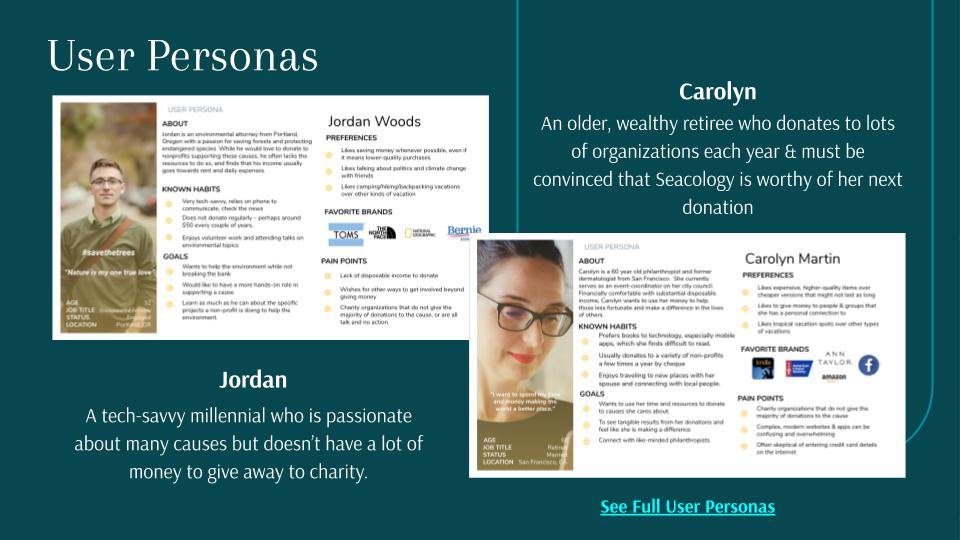 User Personas
USER PERSONA
Jordan Woods
ABOUT
Jordan is an environmental attorney from Portland,
Oregon with a passion for saving forests and protecting
endangered species. While he would love to donate to
nonprofits supporting these causes, he often lacks the
resources to do so, and finds that his income usually
goes towards rent and daily expenses.
KNOWN HABITS
Very tech-savvy, relies on phone to
communicate, check the news
Does not donate regularly – perhaps around
$50 every couple of years.
Enjoys volunteer work and attending talks on
environmental topics
GOALS
Wants to help the environment while not
breaking the bank
Would like to have a more hands-on role in
supporting a cause
Learn as much as he can about the specific
projects a non-profit is doing to help the
environment.
PREFERENCES
Likes saving money whenever possible, even if
it means lower-quality purchases
Likes talking about politics and climate change
with friends
Likes camping/hiking/backpacking vacations
over other kinds of vacation
FAVORITE BRANDS
TOMS
THE NORTH FACE
NATIONAL GEOGRAPHIC
Bernie
PAIN POINTS
Lack of disposable income to donate
Wishes for other ways to get involved beyond
giving money
Charity organizations that do not give the
majority of donations to the cause, or are all
talk and no action.
#savethetrees
"Nature is my one true love"
AGE 32
JOB TITLE
STATUS Employed
LOCATION Portland, OR
Jordan
A tech-savvy millennial who is passionate
about many causes but doesn't have a lot of
money to give away to charity.
Carolyn
An older, wealthy retiree who donates to lots
of organizations each year & must be
convinced that Seacology is worthy of her next
donation
USER PERSONA
Carolyn Martin
ABOUT
Carolyn is a 60 year old philanthropist and former
dermatologist from San Francisco. She currently
serves as an event-coordinator on her city council.
Financially comfortable with substantial disposable
income, Carolyn wants to use her money to help
those less fortunate and make a difference in the lives
of others.
KNOWN HABITS
Prefers books to technology, especially mobile
apps, which she finds difficult to read.
Usually donates to a variety of non-profits
a few times a year by cheque
Enjoys traveling to new places with her
spouse and connecting with local people.
GOALS
Wants to use her time and resources to donate
to causes she cares about.
To see tangible results from her donations and
feel like she is making a difference
Connect with like-minded philanthropists
PREFERENCES
Likes expensive, higher-quality items over
cheaper versions that might not last as long
Likes to give money to people & groups that
she has a personal connection to
Likes tropical vacation spots over other types
of vacations
FAVORITE BRANDS
kindle
ANN
TAYLOR
amazon
PAIN POINTS
Charity organizations that do not give the
majority of donations to the cause
Complex, modern websites & apps can be
confusing and overwhelming
Often skeptical of entering credit card details
on the internet
"I want to spend my time
and money making the
world a better place."
AGE 60
JOB TITLE Retired
STATUS Married
LOCATION San Francisco, CA
See Full User Personas